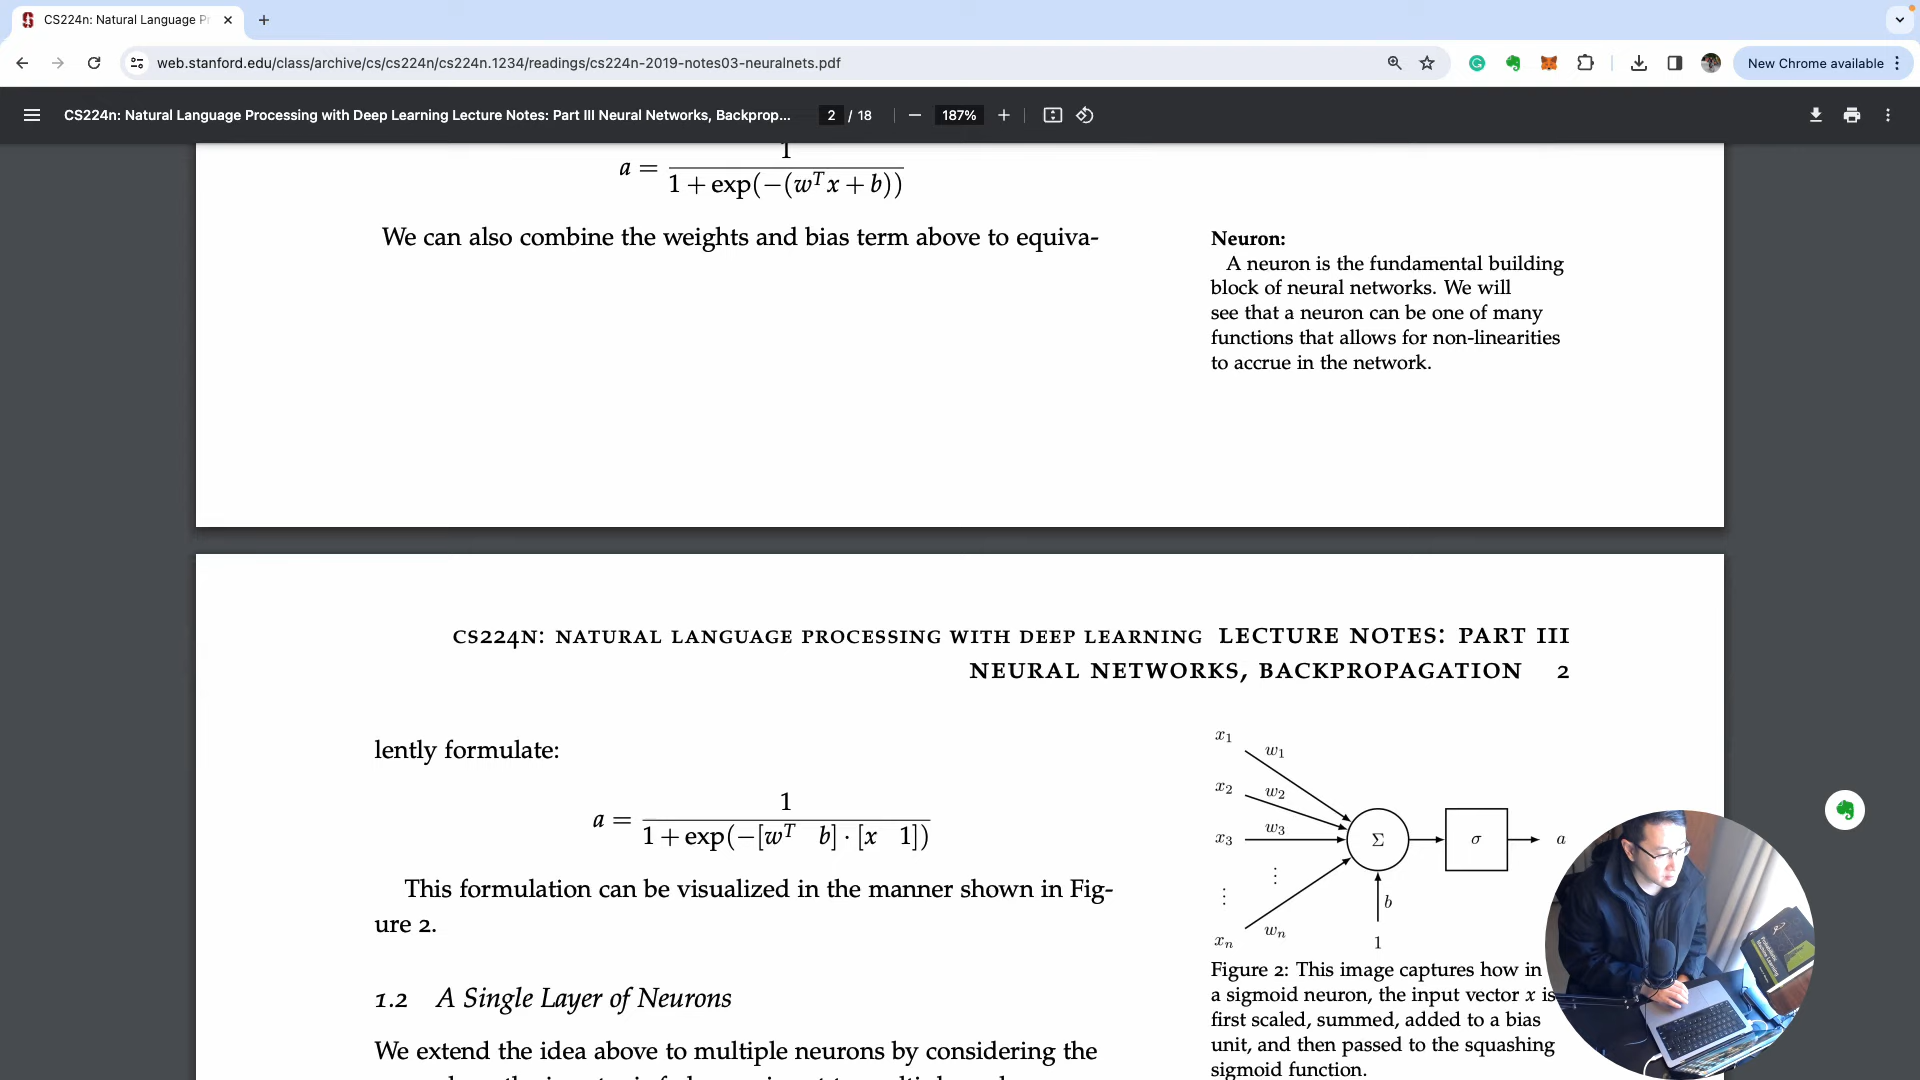 CS224n: Natural Language Pr
web.stanford.edu/class/archive/cs/cs224n/cs224n.1234/readings/cs224n-2019-notes03-neuralnets.pdf
New Chrome available
CS224n: Natural Language Processing with Deep Learning Lecture Notes: Part III Neural Networks, Backprop...
2 / 18
187%
a = 1 / (1 + exp(−(wᵀx + b)))
We can also combine the weights and bias term above to equiva-
Neuron:
A neuron is the fundamental building
block of neural networks. We will
see that a neuron can be one of many
functions that allows for non-linearities
to accrue in the network.
CS224N: NATURAL LANGUAGE PROCESSING WITH DEEP LEARNING LECTURE NOTES: PART III
NEURAL NETWORKS, BACKPROPAGATION 2
lently formulate:
a = 1 / (1 + exp(−[wᵀ b] · [x 1]))
This formulation can be visualized in the manner shown in Fig-
ure 2.
1.2 A Single Layer of Neurons
We extend the idea above to multiple neurons by considering the
x₁ w₁
x₂ w₂
x₃ w₃ Σ σ a
⋮ ⋮
b
xₙ wₙ 1
Figure 2: This image captures how in
a sigmoid neuron, the input vector x is
first scaled, summed, added to a bias
unit, and then passed to the squashing
sigmoid function.
Probabilistic
Machine Learning